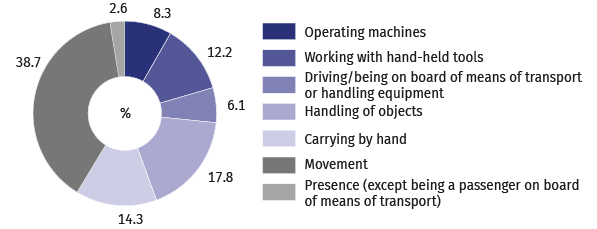 2.6
8.3
12.2
6.1
17.8
14.3
38.7
%
Operating machines
Working with hand-held tools
Driving/being on board of means of transport
or handling equipment
Handling of objects
Carrying by hand
Movement
Presence (except being a passenger on board
of means of transport)